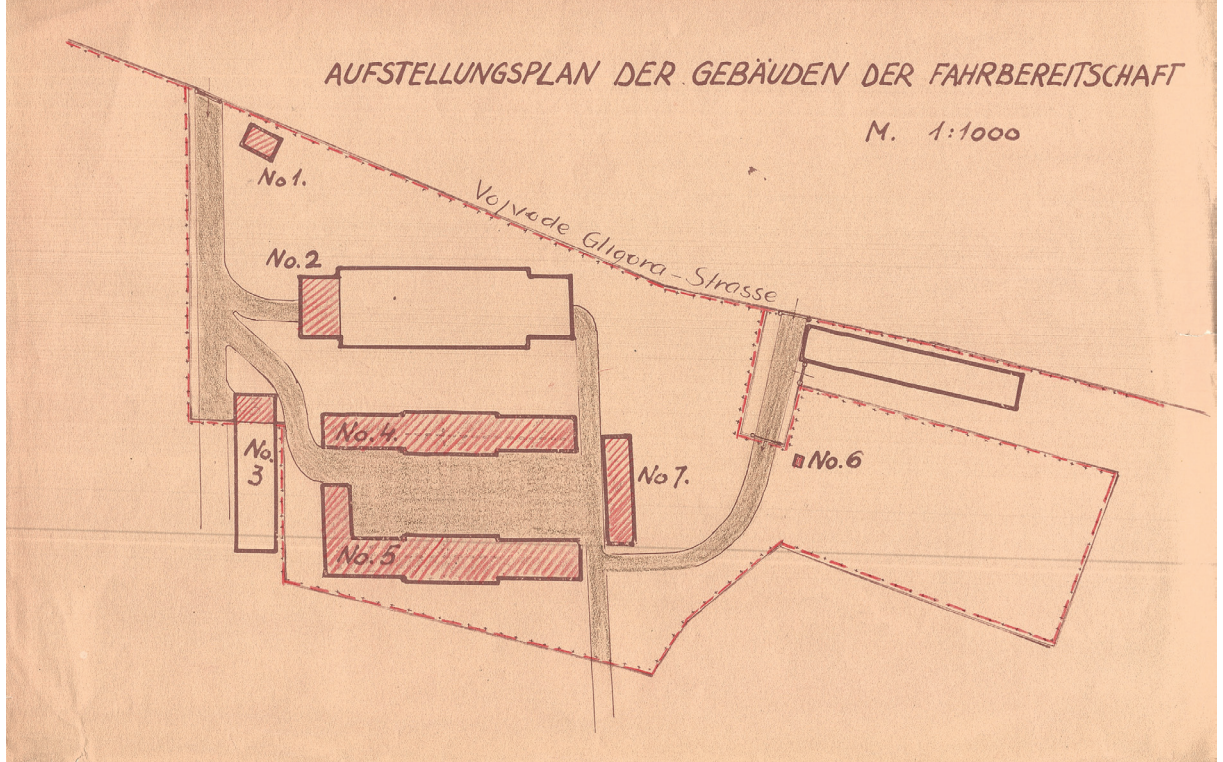 AUFSTELLUNGSPLAN DER GEBÄUDEN DER FAHRBEREITSCHAFT
M. 1:1000
No 1.
Vojvode Gligora - Strasse
No. 2
No. 4.
No.
3
No. 6
No 7.
No. 5